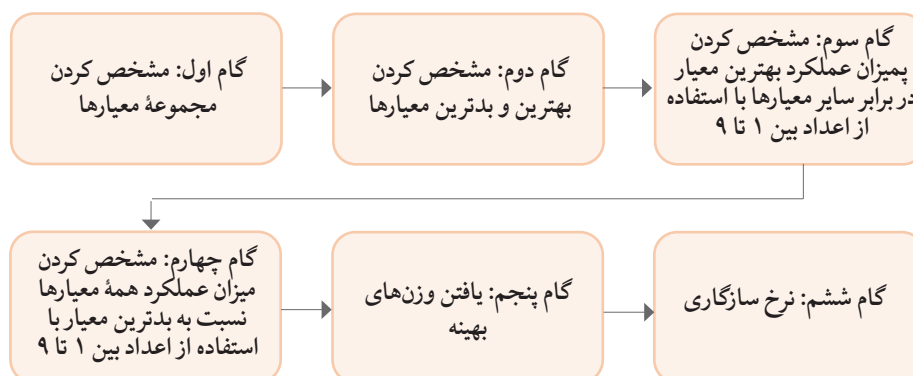 گام اول: مشخص کردن
مجموعهٔ معیارها
گام دوم: مشخص کردن
بهترین و بدترین معیارها
گام سوم: مشخص کردن
پمیزان عملکرد بهترین معیار
در برابر سایر معیارها با استفاده
از اعداد بین ۱ تا ۹
گام چهارم: مشخص کردن
میزان عملکرد همهٔ معیارها
نسبت به بدترین معیار با
استفاده از اعداد بین ۱ تا ۹
گام پنجم: یافتن وزن‌های
بهینه
گام ششم: نرخ سازگاری